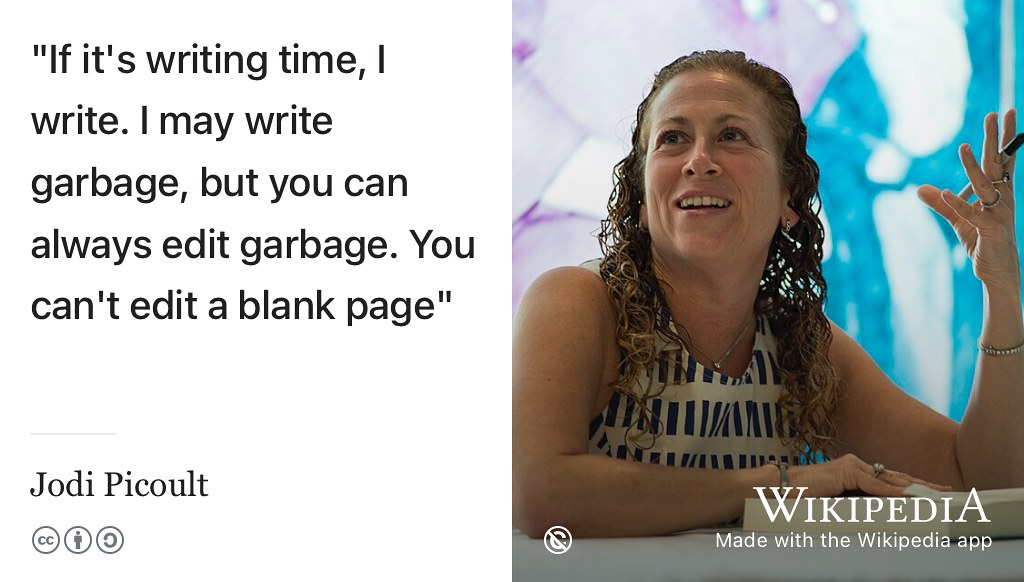 "If it's writing time, I
write. I may write
garbage, but you can
always edit garbage. You
can't edit a blank page"
Jodi Picoult
cc
WIKIPEDIA
Made with the Wikipedia app